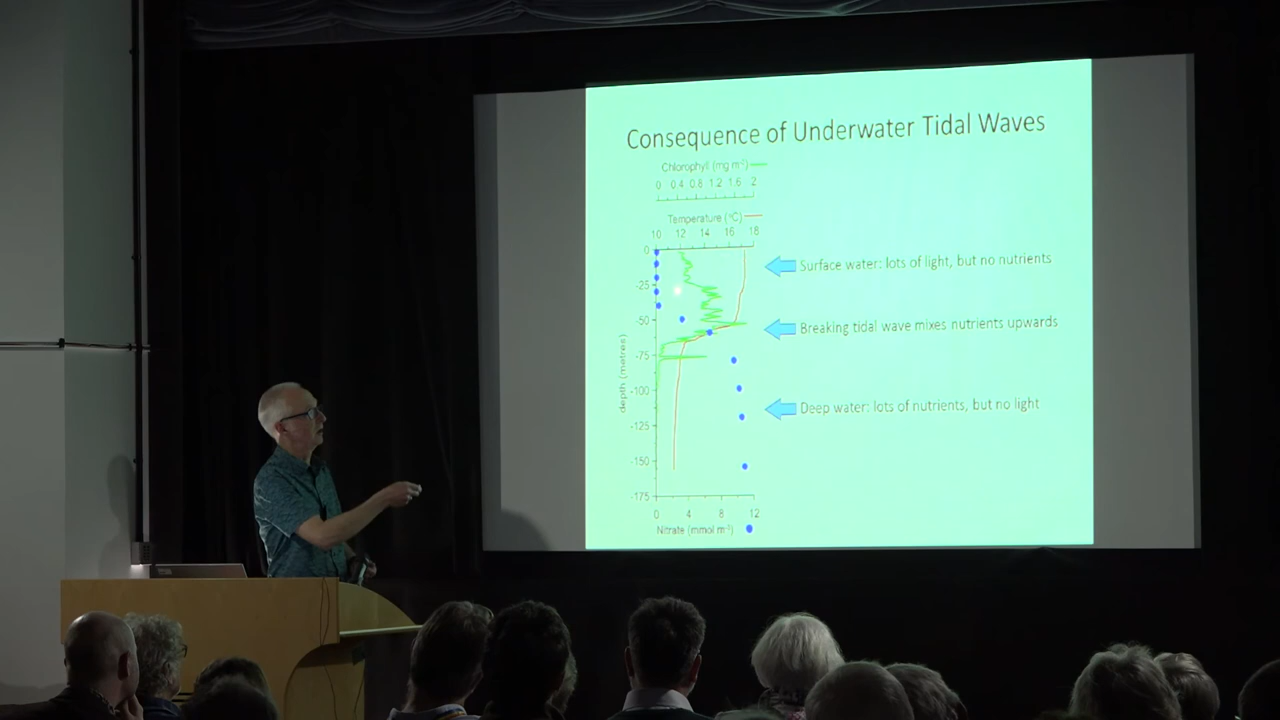 Consequence of Underwater Tidal Waves
Chlorophyll (mg m⁻³)
0 0.4 0.8 1.2 1.6 2
Temperature (°C)
10 12 14 16 18
0
-25
-50
-75
-100
-125
-150
-175
depth (metres)
0 4 8 12
Nitrate (mmol m⁻³)
Surface water: lots of light, but no nutrients
Breaking tidal wave mixes nutrients upwards
Deep water: lots of nutrients, but no light